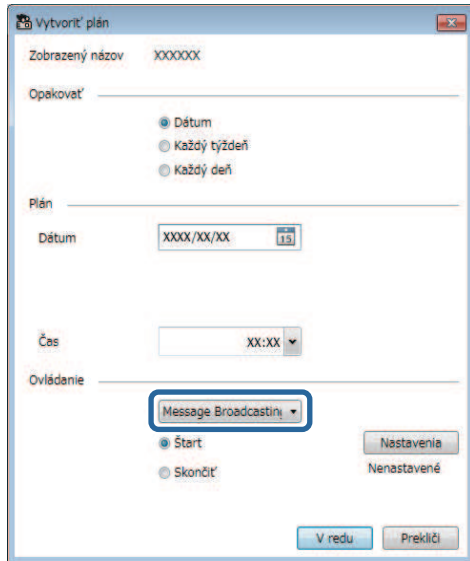 Vytvoriť plán
Zobrazený názov XXXXXX
Opakovať
Dátum
Každý týždeň
Každý deň
Plán
Dátum XXXX/XX/XX 15
Čas XX:XX
Ovládanie
Message Broadcasting
Štart Nastavenia
Skončiť Nenastavené
V redu Prekliči